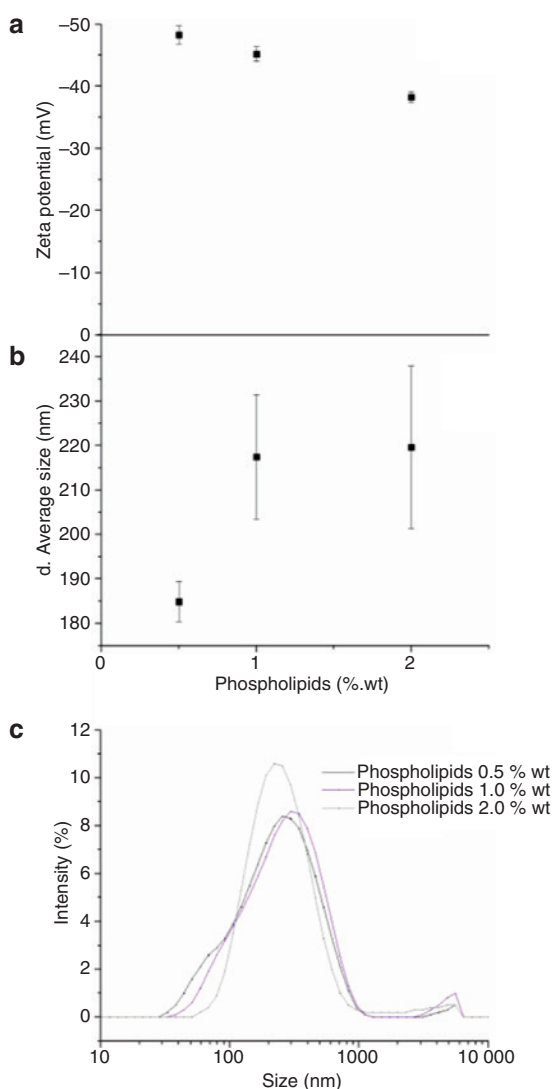 a
−50
−40
−30
−20
−10
0
Zeta potential (mV)
b
240
230
220
210
200
190
180
d. Average size (nm)
0
1
2
Phospholipids (%.wt)
c
12
10
8
6
4
2
0
Intensity (%)
Phospholipids 0.5 % wt
Phospholipids 1.0 % wt
Phospholipids 2.0 % wt
10
100
1000
10 000
Size (nm)